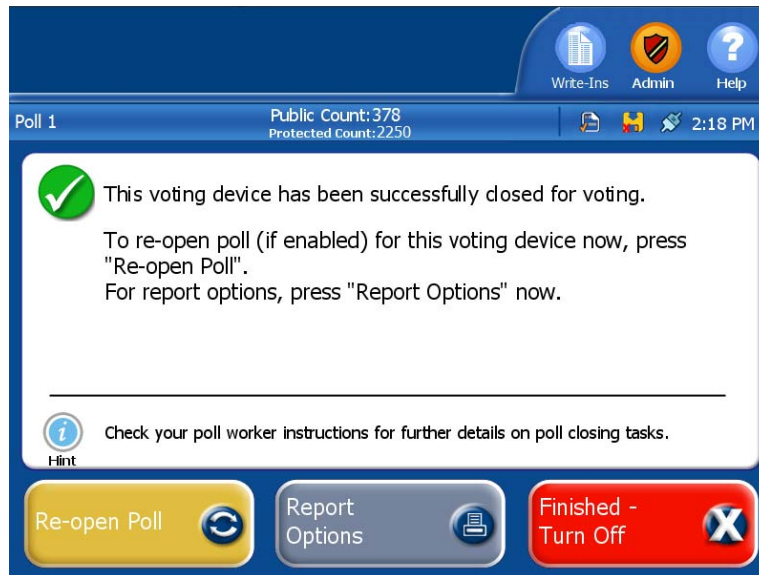 Write-Ins Admin Help
Poll 1 Public Count:378 2:18 PM
Protected Count:2250
This voting device has been successfully closed for voting.
To re-open poll (if enabled) for this voting device now, press
"Re-open Poll".
For report options, press "Report Options" now.
Check your poll worker instructions for further details on poll closing tasks.
Hint
Re-open Poll
Report
Options
Finished -
Turn Off